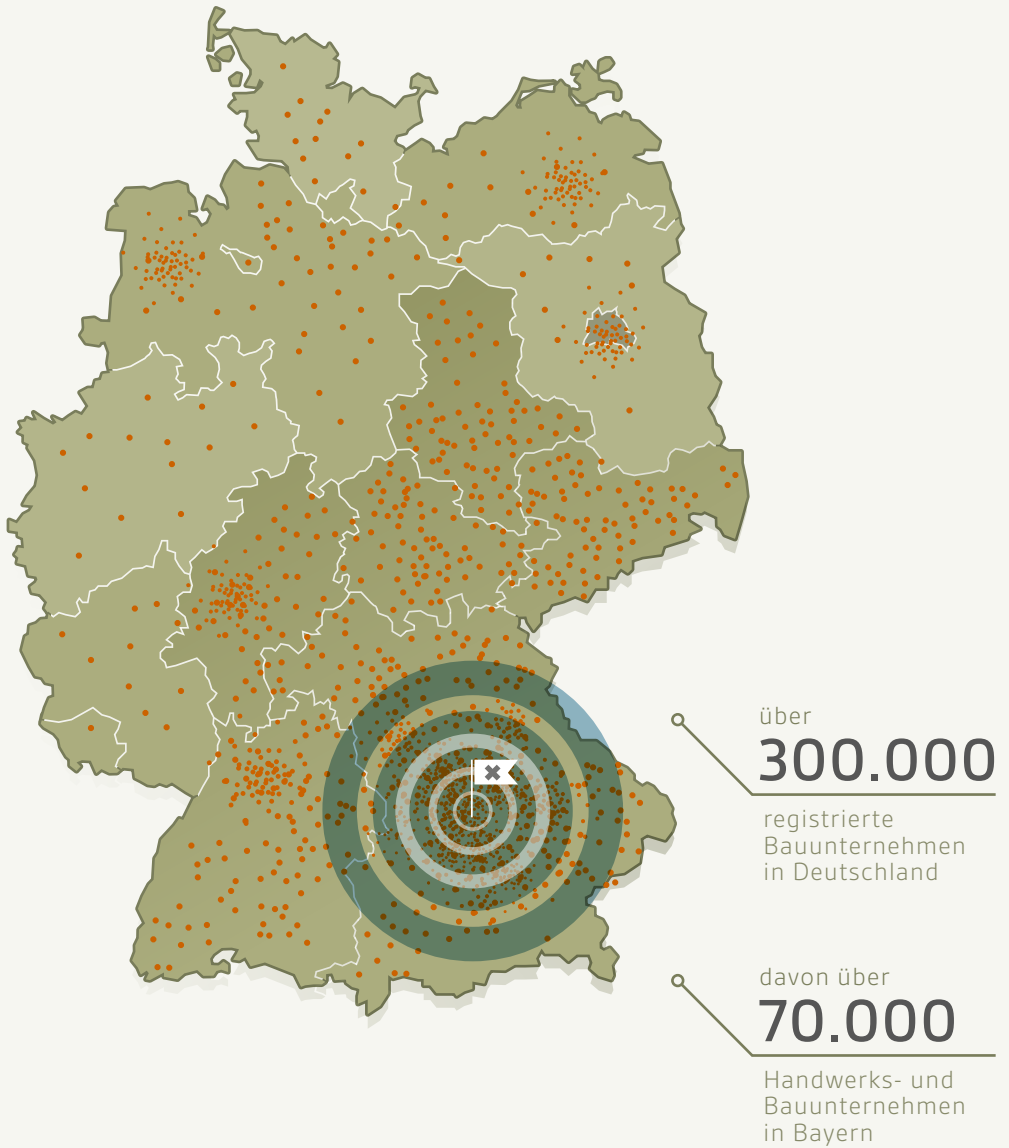 über
300.000
registrierte
Bauunternehmen
in Deutschland
davon über
70.000
Handwerks- und
Bauunternehmen
in Bayern